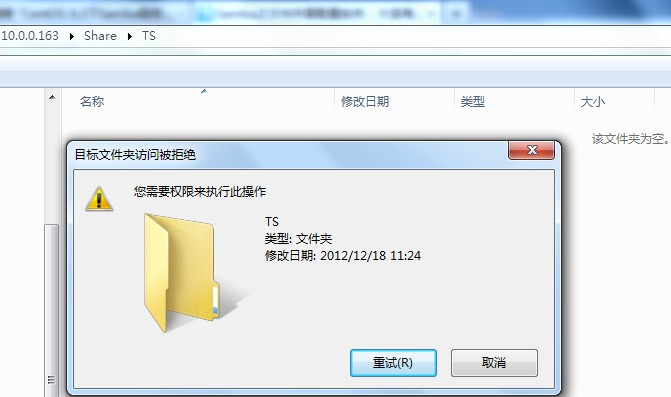 10.0.0.163 ▸ Share ▸ TS
名称 修改日期 类型 大小
该文件夹为空。
目标文件夹访问被拒绝
您需要权限来执行此操作
TS
类型: 文件夹
修改日期: 2012/12/18 11:24
重试(R) 取消